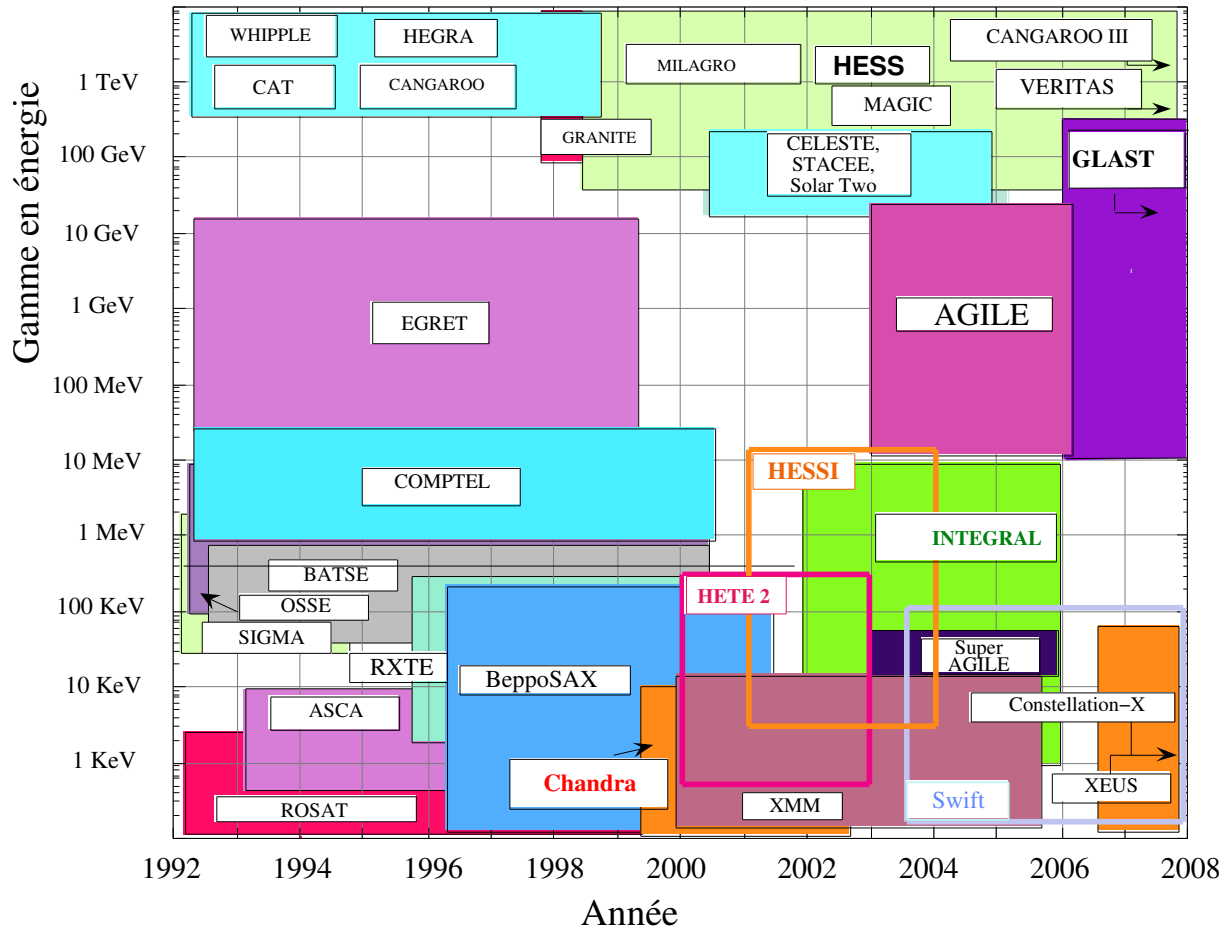 Gamme en énergie
1 TeV
100 GeV
10 GeV
1 GeV
100 MeV
10 MeV
1 MeV
100 KeV
10 KeV
1 KeV
WHIPPLE
HEGRA
CAT
CANGAROO
MILAGRO
HESS
CANGAROO III
MAGIC
VERITAS
GRANITE
CELESTE,
STACEE,
Solar Two
GLAST
EGRET
AGILE
COMPTEL
HESSI
INTEGRAL
BATSE
OSSE
SIGMA
HETE 2
RXTE
BeppoSAX
Super
AGILE
ASCA
Constellation−X
Chandra
ROSAT
XMM
Swift
XEUS
1992
1994
1996
1998
2000
2002
2004
2006
2008
Année